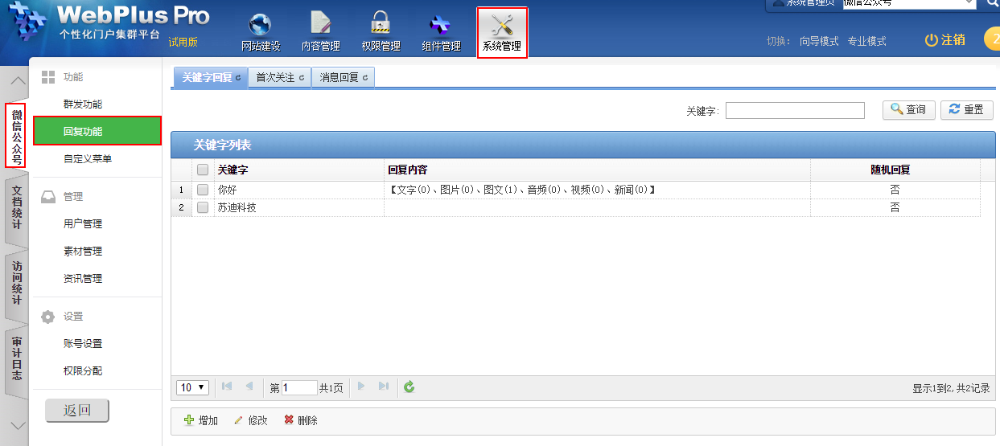 系统管理员 微信公众号
WebPlus Pro
个性化门户集群平台 试用版
网站建设 内容管理 权限管理 组件管理 系统管理
切换: 向导模式 专业模式 注销 2
微信公众号
文档统计
访问统计
审计日志
功能
群发功能
回复功能
自定义菜单
管理
用户管理
素材管理
资讯管理
设置
账号设置
权限分配
返回
关键字回复 首次关注 消息回复
关键字: 查询 重置
关键字列表
关键字 回复内容 随机回复
1 你好 【文字(0)、图片(0)、图文(1)、音频(0)、视频(0)、新闻(0)】 否
2 苏迪科技 否
10 第 1 共1页 显示1到2,共2记录
增加 修改 删除